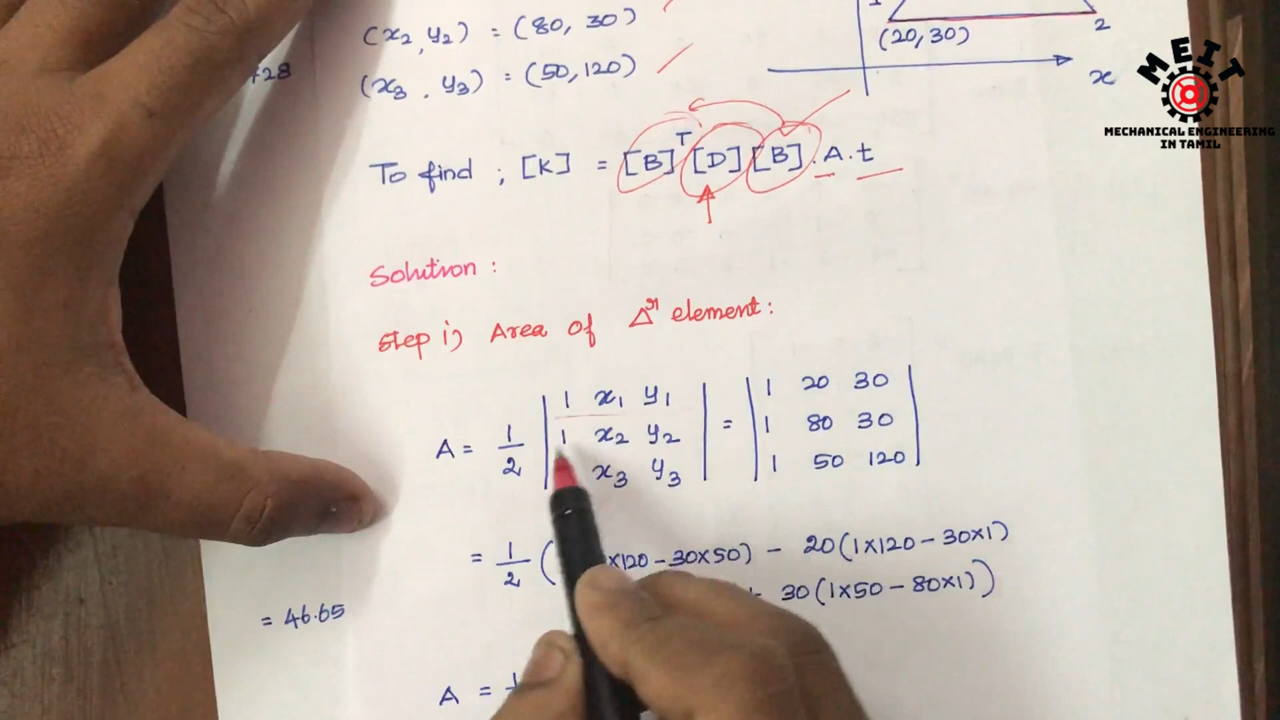 (x₂, y₂) = (80, 30)
(x₃, y₃) = (50, 120)
28
(20, 30)
2
x
MEIT
MECHANICAL ENGINEERING
IN TAMIL
To find ; [K] = [B]ᵀ [D] [B] . A . t
Solution :
Step i) Area of Δˡᵉ element :
A = 1/2 | 1 x₁ y₁ | = | 1 20 30 |
1 x₂ y₂ 1 80 30
x₃ y₃ 1 50 120
= 1/2 ( ×120 - 30×50) - 20(1×120 - 30×1)
30(1×50 - 80×1))
= 46.65
A =